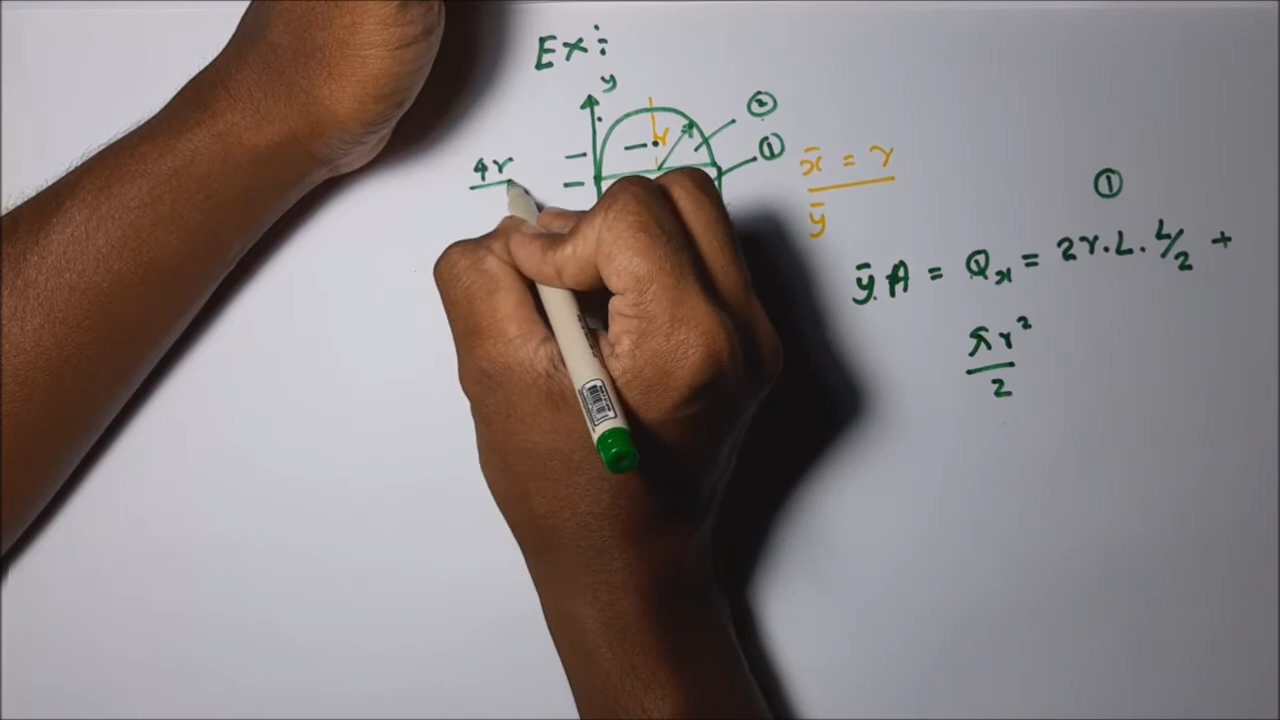 Ex:
y
②
r
①
4r
x̄ = r
ȳ
①
ȳ.A = Qx = 2r.L.L/2 +
πr²
2